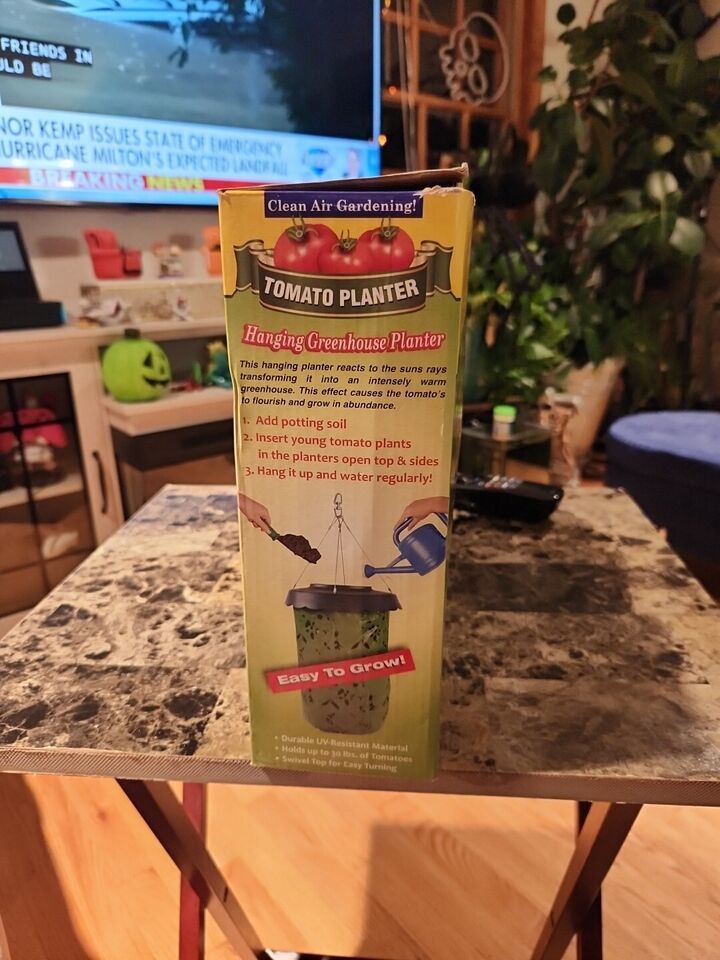 FRIENDS IN
ULD BE
NOR KEMP ISSUES STATE OF EMERGENCY
URRICANE MILTON'S EXPECTED LANDFALL
BREAKING NEWS
Clean Air Gardening!
TOMATO PLANTER
Hanging Greenhouse Planter
This hanging planter reacts to the suns rays
transforming it into an intensely warm
greenhouse. This effect causes the tomato's
to flourish and grow in abundance.
1. Add potting soil
2. Insert young tomato plants
in the planters open top & sides
3. Hang it up and water regularly!
Easy To Grow!
• Durable UV-Resistant Material
• Holds up to 30 lbs. of Tomatoes
• Swivel Top for Easy Turning